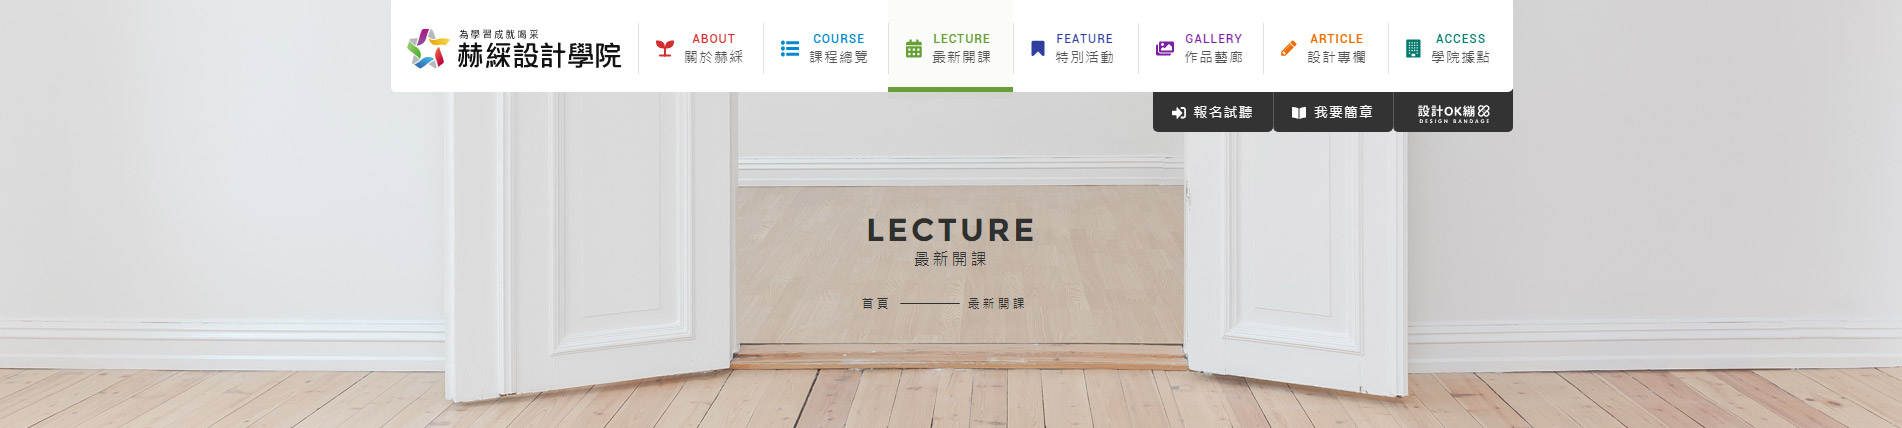 為學習成就喝采
赫綵設計學院
ABOUT
關於赫綵
COURSE
課程總覽
LECTURE
最新開課
FEATURE
特別活動
GALLERY
作品藝廊
ARTICLE
設計專欄
ACCESS
學院據點
報名試聽
我要簡章
設計OK繃
DESIGN BANDAGE
LECTURE
最新開課
首頁
最新開課